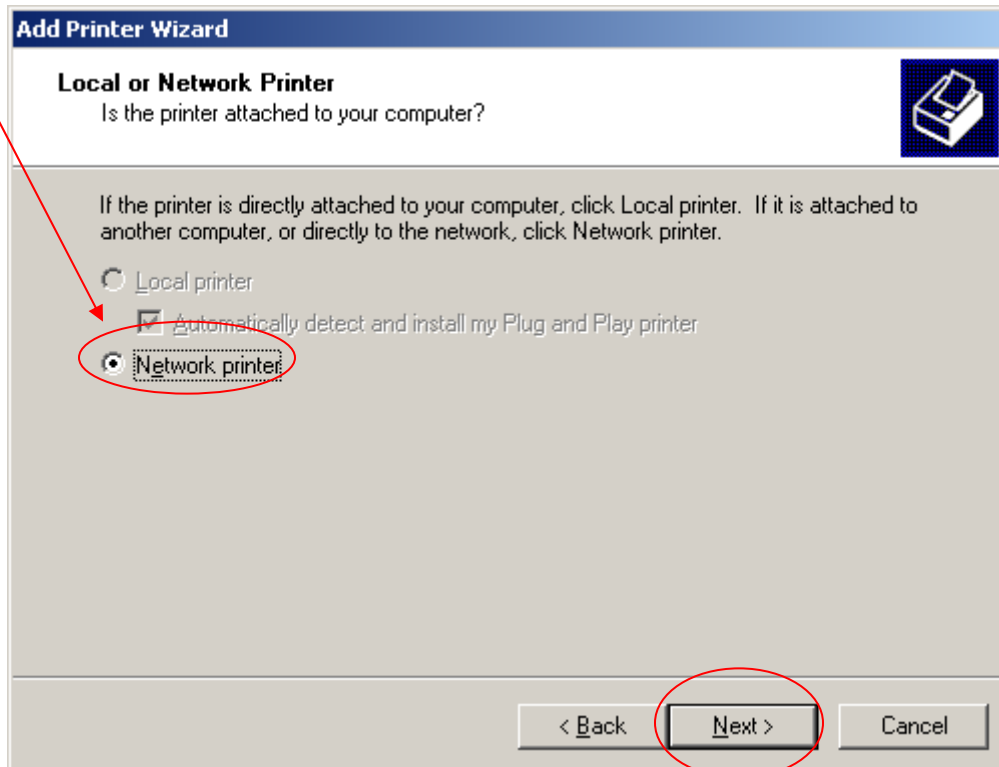 Add Printer Wizard
Local or Network Printer
Is the printer attached to your computer?
If the printer is directly attached to your computer, click Local printer. If it is attached to
another computer, or directly to the network, click Network printer.
Local printer
Automatically detect and install my Plug and Play printer
Network printer
< Back
Next >
Cancel